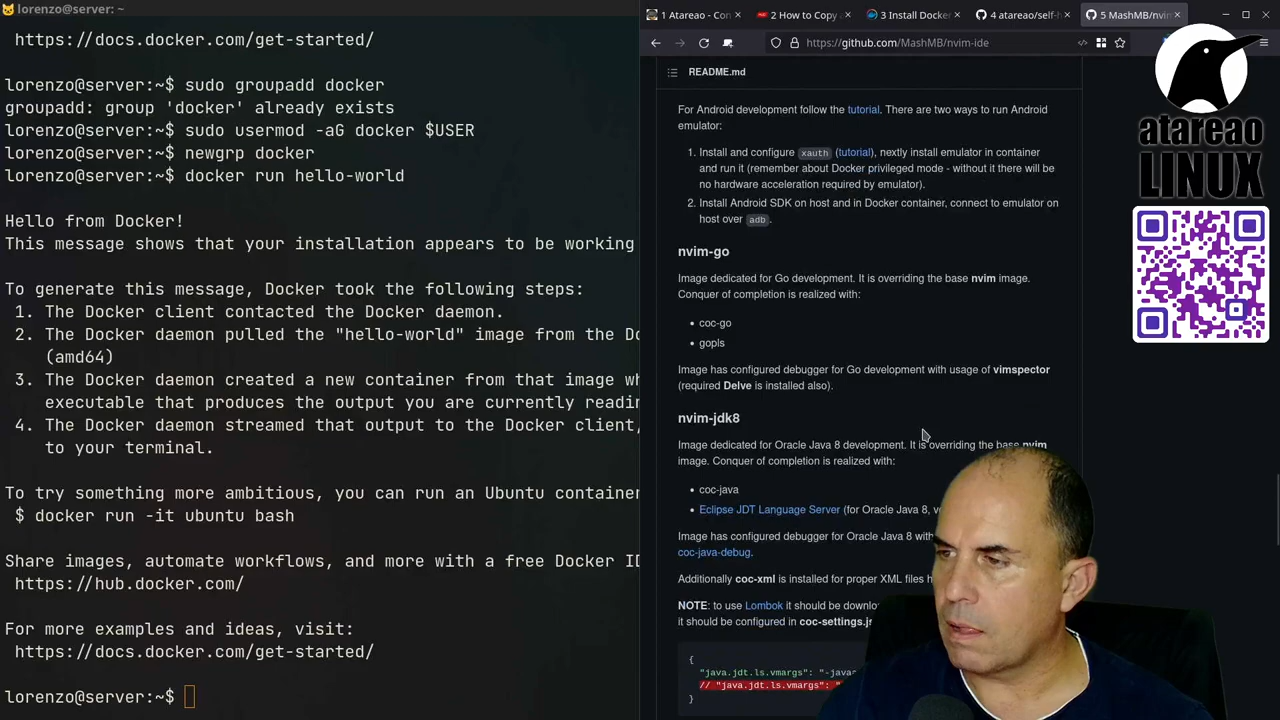 lorenzo@server: ~
https://docs.docker.com/get-started/
lorenzo@server:~$ sudo groupadd docker
groupadd: group 'docker' already exists
lorenzo@server:~$ sudo usermod -aG docker $USER
lorenzo@server:~$ newgrp docker
lorenzo@server:~$ docker run hello-world
Hello from Docker!
This message shows that your installation appears to be working
To generate this message, Docker took the following steps:
1. The Docker client contacted the Docker daemon.
2. The Docker daemon pulled the "hello-world" image from the Do
(amd64)
3. The Docker daemon created a new container from that image wh
executable that produces the output you are currently readin
4. The Docker daemon streamed that output to the Docker client,
to your terminal.
To try something more ambitious, you can run an Ubuntu container
$ docker run -it ubuntu bash
Share images, automate workflows, and more with a free Docker ID
https://hub.docker.com/
For more examples and ideas, visit:
https://docs.docker.com/get-started/
lorenzo@server:~$
1 Atareao - Con
2 How to Copy a
3 Install Docker
4 atareao/self-h
5 MashMB/nvim
https://github.com/MashMB/nvim-ide
README.md
For Android development follow the tutorial. There are two ways to run Android
emulator:
1. Install and configure xauth (tutorial), nextly install emulator in container
and run it (remember about Docker privileged mode - without it there will be
no hardware acceleration required by emulator).
2. Install Android SDK on host and in Docker container, connect to emulator on
host over adb.
nvim-go
Image dedicated for Go development. It is overriding the base nvim image.
Conquer of completion is realized with:
• coc-go
• gopls
Image has configured debugger for Go development with usage of vimspector
(required Delve is installed also).
nvim-jdk8
Image dedicated for Oracle Java 8 development. It is overriding the base nvim
image. Conquer of completion is realized with:
• coc-java
• Eclipse JDT Language Server (for Oracle Java 8,
Image has configured debugger for Oracle Java 8 with
coc-java-debug.
Additionally coc-xml is installed for proper XML files
NOTE: to use Lombok it should be
it should be configured in
{
"java.jdt.ls.vmargs":
// "java.jdt.ls.vmargs": "
}
atareao
LINUX